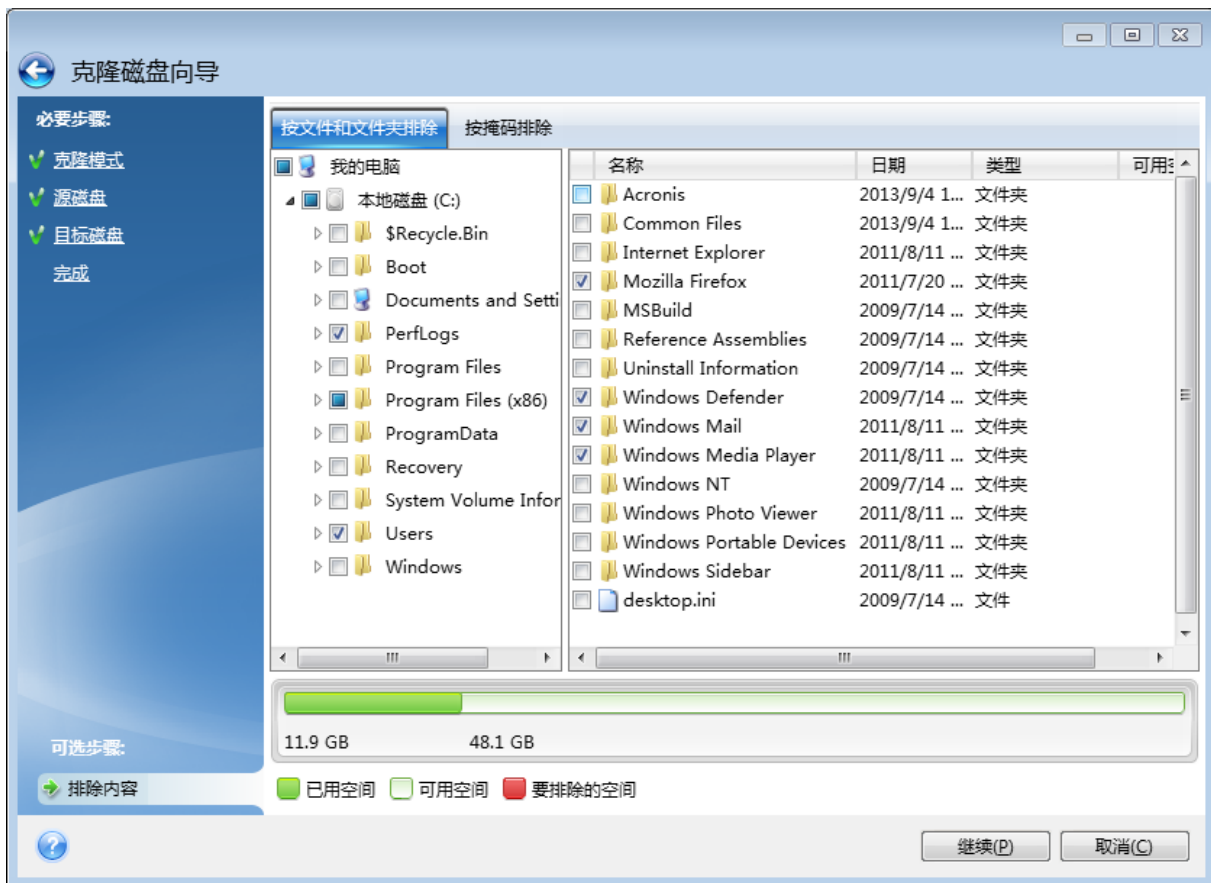 克隆磁盘向导
必要步骤:
克隆模式
源磁盘
目标磁盘
完成
可选步骤:
排除内容
按文件和文件夹排除 按掩码排除
我的电脑
本地磁盘 (C:)
$Recycle.Bin
Boot
Documents and Setti
PerfLogs
Program Files
Program Files (x86)
ProgramData
Recovery
System Volume Infor
Users
Windows
名称 日期 类型 可用
Acronis 2013/9/4 1... 文件夹
Common Files 2013/9/4 1... 文件夹
Internet Explorer 2011/8/11 ... 文件夹
Mozilla Firefox 2011/7/20 ... 文件夹
MSBuild 2009/7/14 ... 文件夹
Reference Assemblies 2009/7/14 ... 文件夹
Uninstall Information 2009/7/14 ... 文件夹
Windows Defender 2009/7/14 ... 文件夹
Windows Mail 2011/8/11 ... 文件夹
Windows Media Player 2011/8/11 ... 文件夹
Windows NT 2009/7/14 ... 文件夹
Windows Photo Viewer 2011/8/11 ... 文件夹
Windows Portable Devices 2011/8/11 ... 文件夹
Windows Sidebar 2011/8/11 ... 文件夹
desktop.ini 2009/7/14 ... 文件
11.9 GB 48.1 GB
已用空间 可用空间 要排除的空间
继续(P) 取消(C)